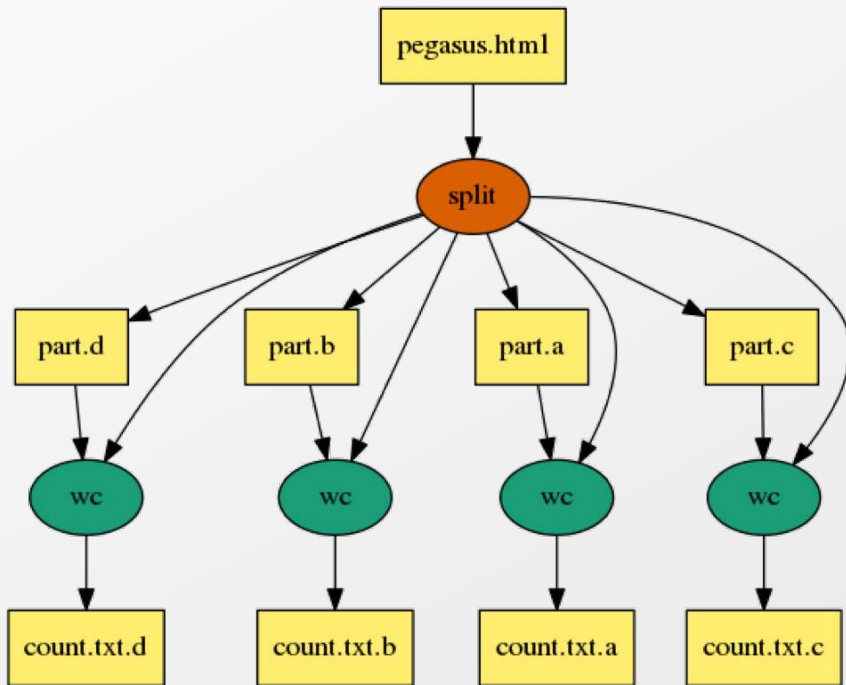 pegasus.html
split
part.d
part.b
part.a
part.c
wc
wc
wc
wc
count.txt.d
count.txt.b
count.txt.a
count.txt.c